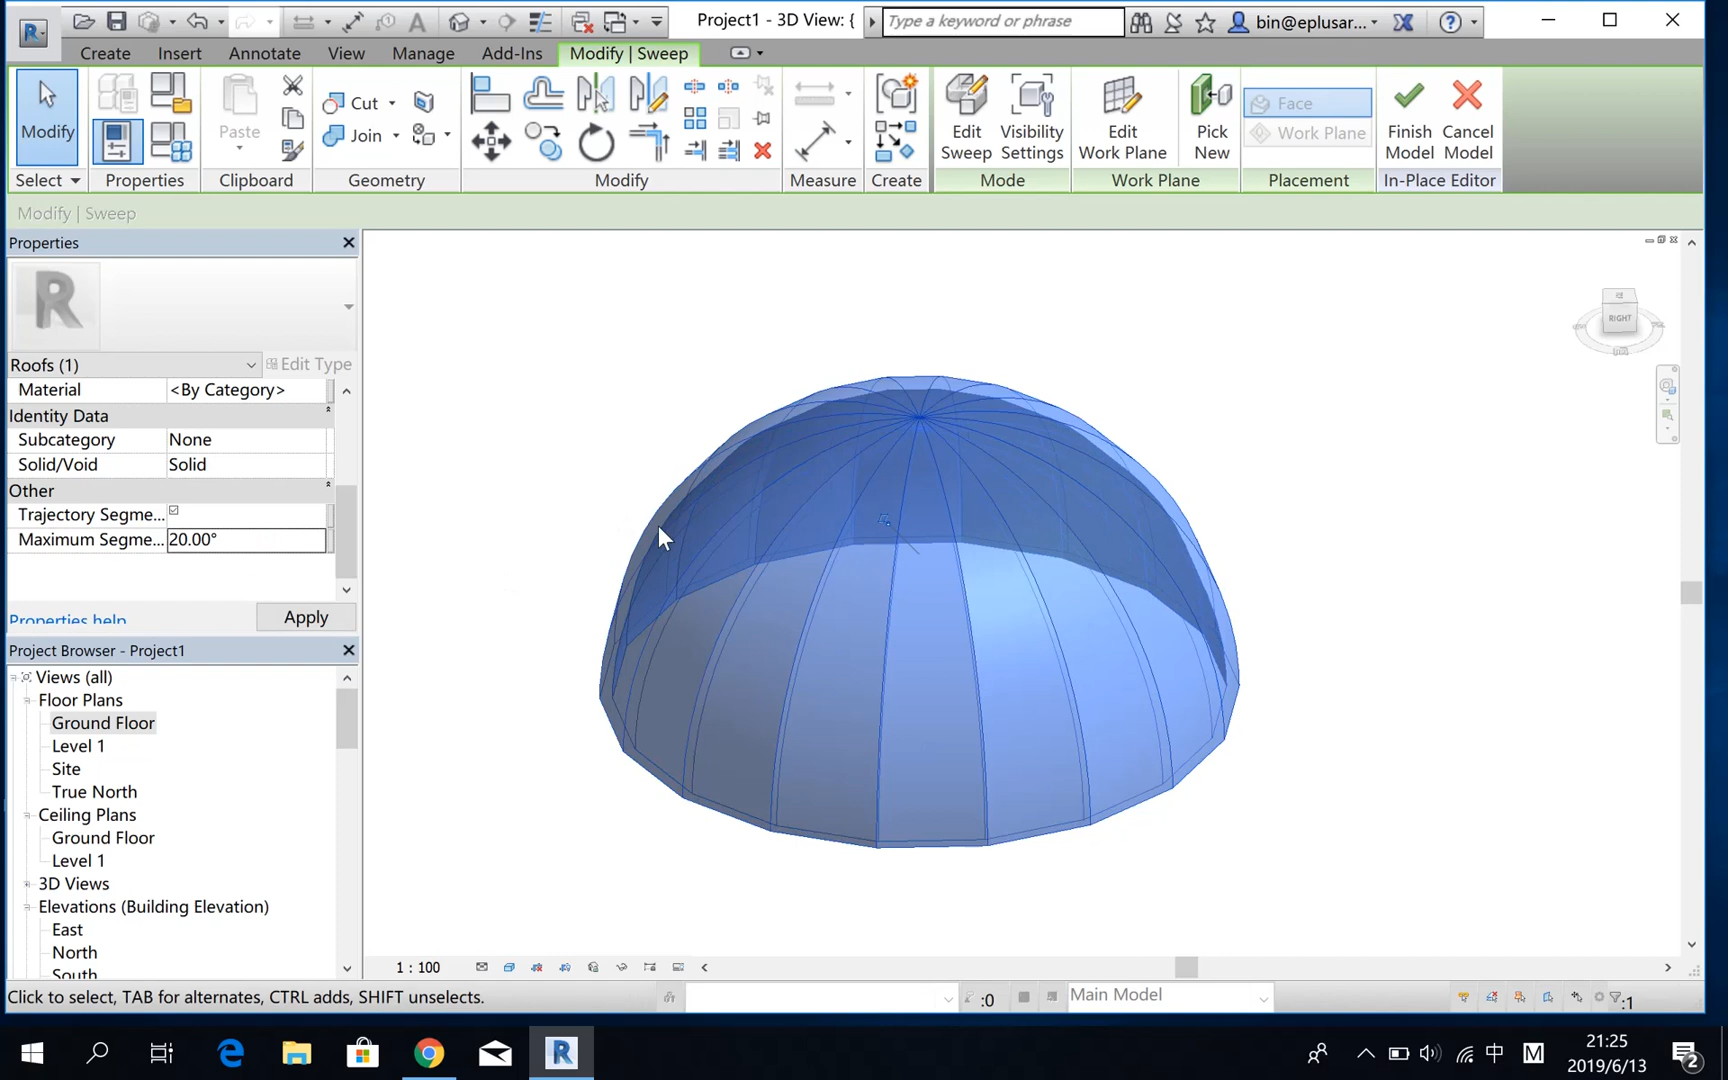 Project1 - 3D View: {
Type a keyword or phrase
bin@eplusar...
Create
Insert
Annotate
View
Manage
Add-Ins
Modify | Sweep
Modify
Paste
Cut
Join
Edit Sweep
Visibility Settings
Edit Work Plane
Pick New
Face
Work Plane
Finish Model
Cancel Model
Select
Properties
Clipboard
Geometry
Modify
Measure
Create
Mode
Work Plane
Placement
In-Place Editor
Modify | Sweep
Properties
Roofs (1)
Edit Type
Material <By Category>
Identity Data
Subcategory None
Solid/Void Solid
Other
Trajectory Segme...
Maximum Segme... 20.00°
Properties help
Apply
Project Browser - Project1
Views (all)
Floor Plans
Ground Floor
Level 1
Site
True North
Ceiling Plans
Ground Floor
Level 1
3D Views
Elevations (Building Elevation)
East
North
South
RIGHT
1 : 100
Click to select, TAB for alternates, CTRL adds, SHIFT unselects.
:0
Main Model
:1
中
M
21:25
2019/6/13
2